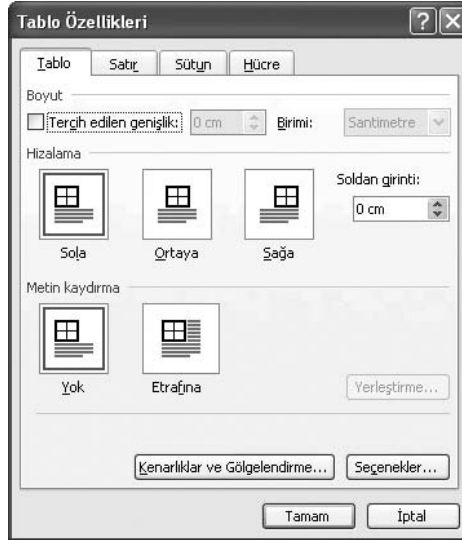 Tablo Özellikleri
Tablo Satır Sütun Hücre
Boyut
Tercih edilen genişlik: 0 cm Birimi: Santimetre
Hizalama
Soldan girinti:
0 cm
Sola Ortaya Sağa
Metin kaydırma
Yok Etrafına
Yerleştirme...
Kenarlıklar ve Gölgelendirme... Seçenekler...
Tamam İptal